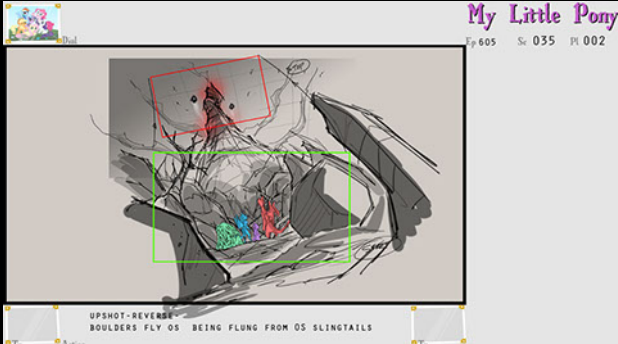 My Little Pony
Dial
Ep 605 Sc 035 Pl 002
UPSHOT-REVERSE-
BOULDERS FLY OS BEING FLUNG FROM OS SLINGTAILS